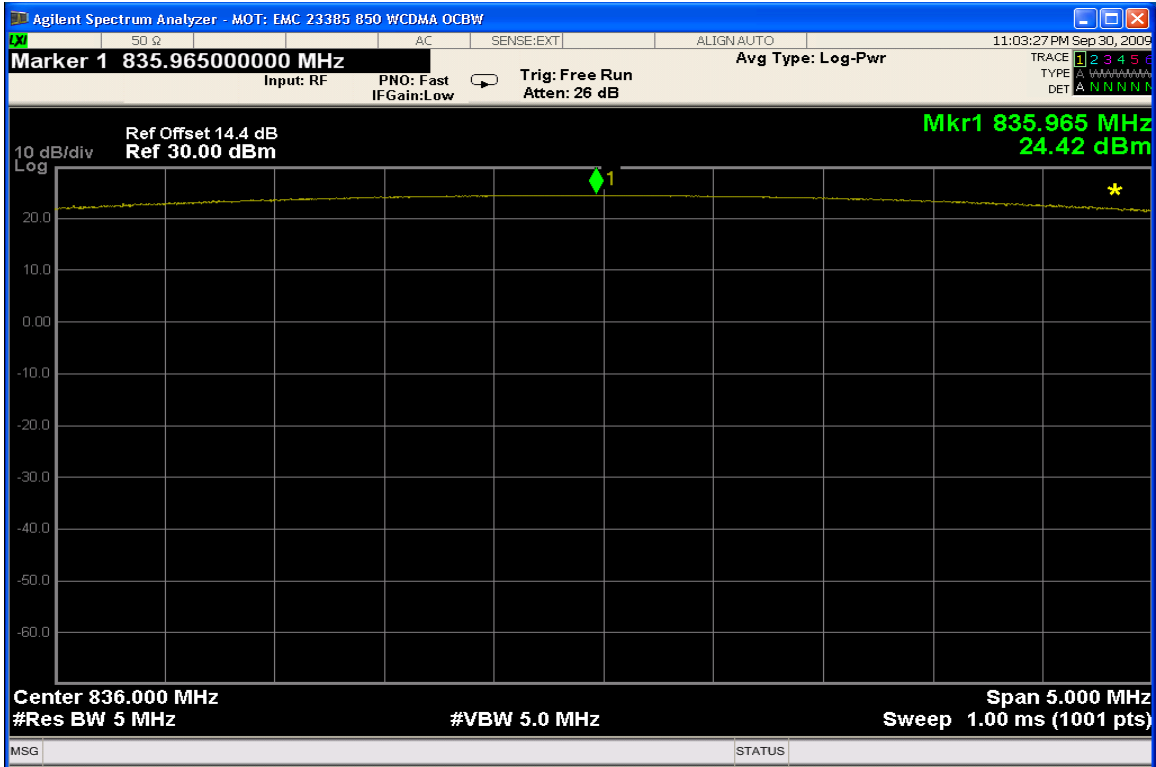 Agilent Spectrum Analyzer - MOT: EMC 23385 850 WCDMA OCBW
LXI 50 Ω AC SENSE:EXT ALIGN AUTO 11:03:27 PM Sep 30, 2009
Marker 1 835.965000000 MHz
Avg Type: Log-Pwr
TRACE 1 2 3 4 5 6
Input: RF PNO: Fast Trig: Free Run
TYPE A
IFGain:Low Atten: 26 dB
DET A N N N N N
Mkr1 835.965 MHz
24.42 dBm
Ref Offset 14.4 dB
10 dB/div Ref 30.00 dBm
Log
1
*
20.0
10.0
0.00
-10.0
-20.0
-30.0
-40.0
-50.0
-60.0
Center 836.000 MHz Span 5.000 MHz
#Res BW 5 MHz #VBW 5.0 MHz Sweep 1.00 ms (1001 pts)
MSG STATUS